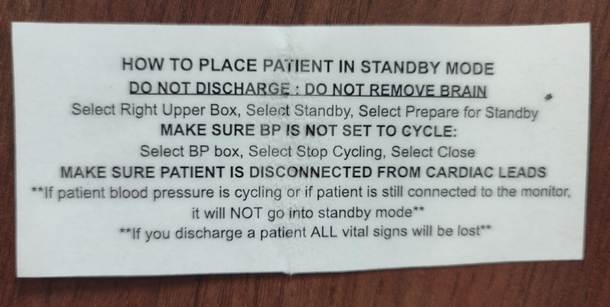 HOW TO PLACE PATIENT IN STANDBY MODE
DO NOT DISCHARGE : DO NOT REMOVE BRAIN
Select Right Upper Box, Select Standby, Select Prepare for Standby
MAKE SURE BP IS NOT SET TO CYCLE:
Select BP box, Select Stop Cycling, Select Close
MAKE SURE PATIENT IS DISCONNECTED FROM CARDIAC LEADS
**If patient blood pressure is cycling or if patient is still connected to the monitor,
it will NOT go into standby mode**
**If you discharge a patient ALL vital signs will be lost**